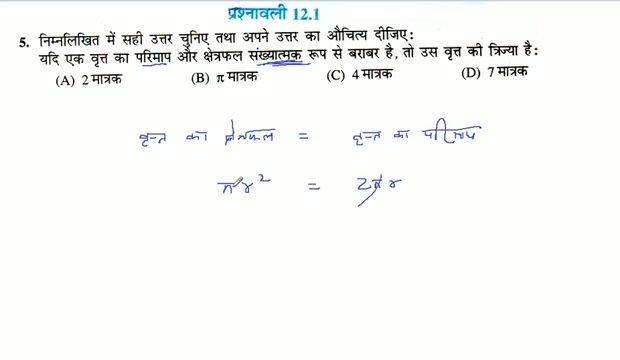 प्रश्नावली 12.1
5. निम्नलिखित में सही उत्तर चुनिए तथा अपने उत्तर का औचित्य दीजिए:
यदि एक वृत्त का परिमाप और क्षेत्रफल संख्यात्मक रूप से बराबर है, तो उस वृत्त की त्रिज्या है:
(A) 2 मात्रक (B) π मात्रक (C) 4 मात्रक (D) 7 मात्रक
वृत्त का क्षेत्रफल = वृत्त का परिमाप
πr² = 2πr